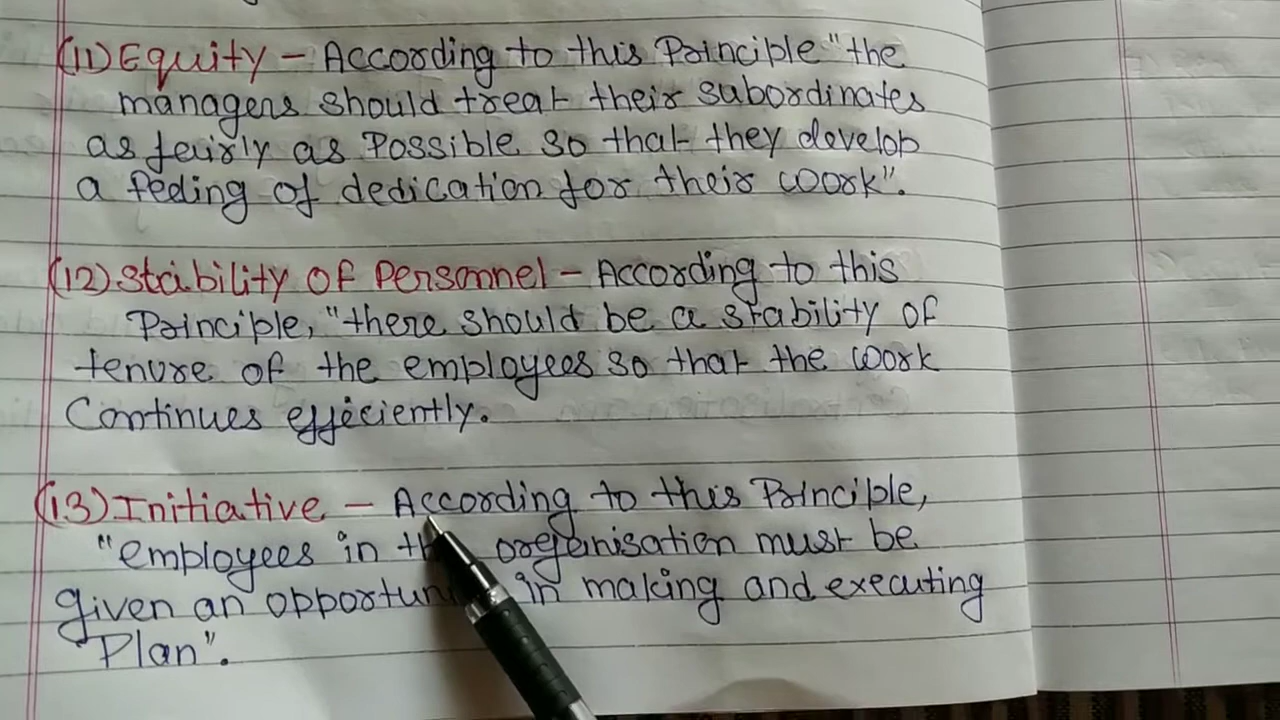 (11) Equity - According to this Principle "the
managers should treat their subordinates
as fairly as Possible so that they develop
a feeling of dedication for their work".
(12) Stability of Personnel - According to this
Principle, "there should be a stability of
tenure of the employees so that the work
Continues efficiently.
(13) Initiative - According to this Principle,
"employees in the organisation must be
given an opportun in making and executing
Plan".